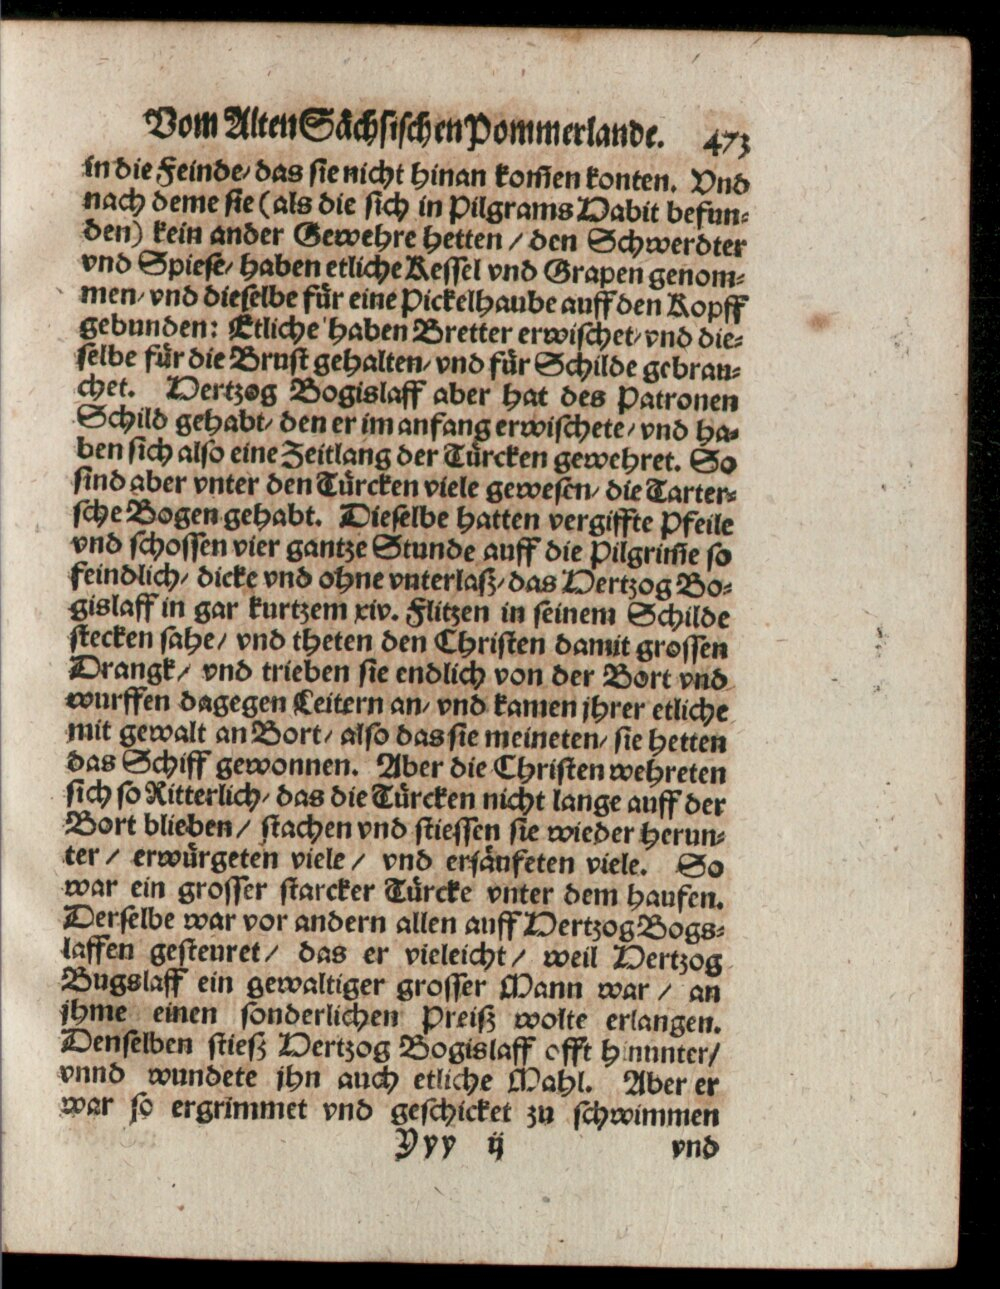 Vom Alten Sächsischen Pommerlande. 473
in die Feinde/ das sie nicht hinan kom̃en konten. Vnd
nach deme sie (als die sich in Pilgrams Habit befun-
den) kein ander Gewehre hetten / den Schwerdter
vnd Spiese/ haben etliche Kessel vnd Grapen genom-
men/ vnd dieselbe für eine Pickelhaube auff den Kopff
gebunden: Etliche haben Bretter erwischet/ vnd die-
selbe für die Brust gehalten/ vnd für Schilde gebrau-
chet. Hertzog Bogislaff aber hat des Patronen
Schild gehabt/ den er im anfang erwischete/ vnd ha-
ben sich also eine Zeitlang der Türcken gewehret. So
sind aber vnter den Türcken viele gewesen/ die Tarter-
sche Bogen gehabt. Dieselbe hatten vergiffte Pfeile
vnd schossen vier gantze Stunde auff die Pilgrim̃e so
feindlich/ dicke vnd ohne vnterlaß/ das Hertzog Bo-
gislaff in gar kurtzem xiv. Flitzen in seinem Schilde
stecken sahe/ vnd theten den Christen damit grossen
Drangk/ vnd trieben sie endlich von der Bort vnd
wurffen dagegen Leitern an/ vnd kamen jhrer etliche
mit gewalt an Bort/ also das sie meineten/ sie hetten
das Schiff gewonnen. Aber die Christen wehreten
sich so Ritterlich/ das die Türcken nicht lange auff der
Bort blieben/ stachen vnd stiessen sie wieder herun-
ter / erwürgeten viele / vnd ersäufeten viele. So
war ein grosser starcker Türcke vnter dem haufen.
Derselbe war vor andern allen auff Hertzog Bogs-
laffen gesteuret/ das er vieleicht/ weil Hertzog
Bugslaff ein gewaltiger grosser Mann war / an
jhme einen sonderlichen Preiß wolte erlangen.
Denselben stieß Hertzog Bogislaff offt hinunter/
vnnd wundete jhn auch etliche Mahl. Aber er
war so ergrimmet vnd geschicket zu schwimmen
Yyy ij vnd